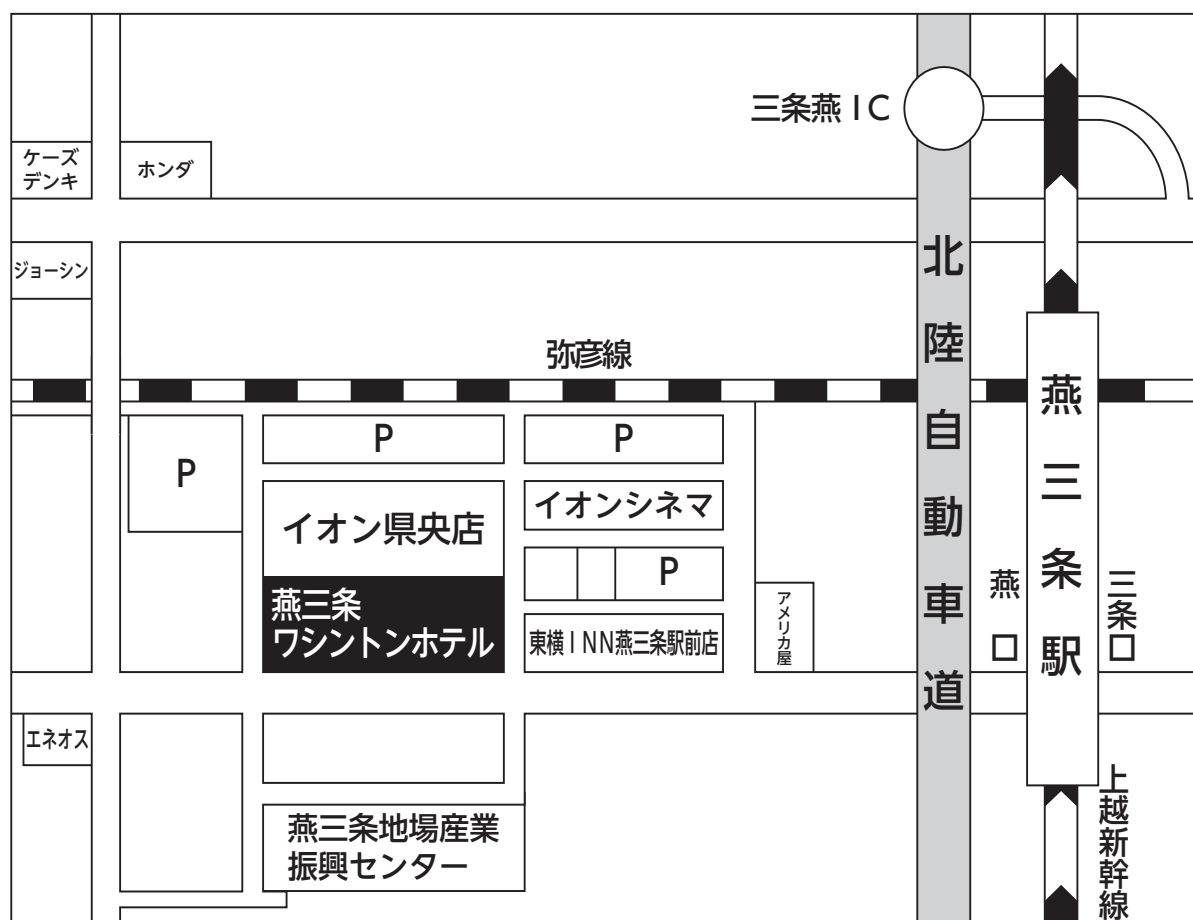 三条燕IC
ケーズ
デンキ
ホンダ
北陸自動車道
ジョーシン
弥彦線
燕三条駅
P
P
P
イオンシネマ
イオン県央店
P
燕口
三条口
燕三条
ワシントンホテル
アメリカ屋
東横INN燕三条駅前店
エネオス
上越新幹線
燕三条地場産業
振興センター